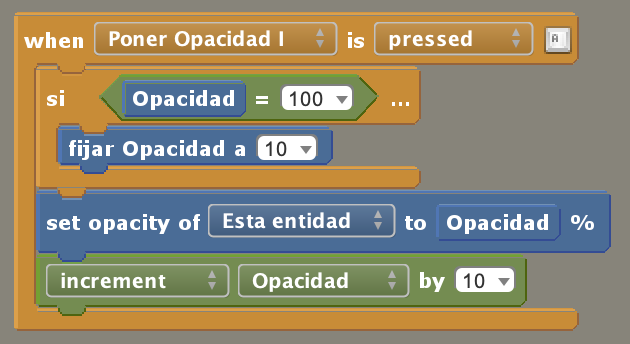 when Poner Opacidad I is pressed A
si Opacidad = 100 ...
fijar Opacidad a 10
set opacity of Esta entidad to Opacidad %
increment Opacidad by 10